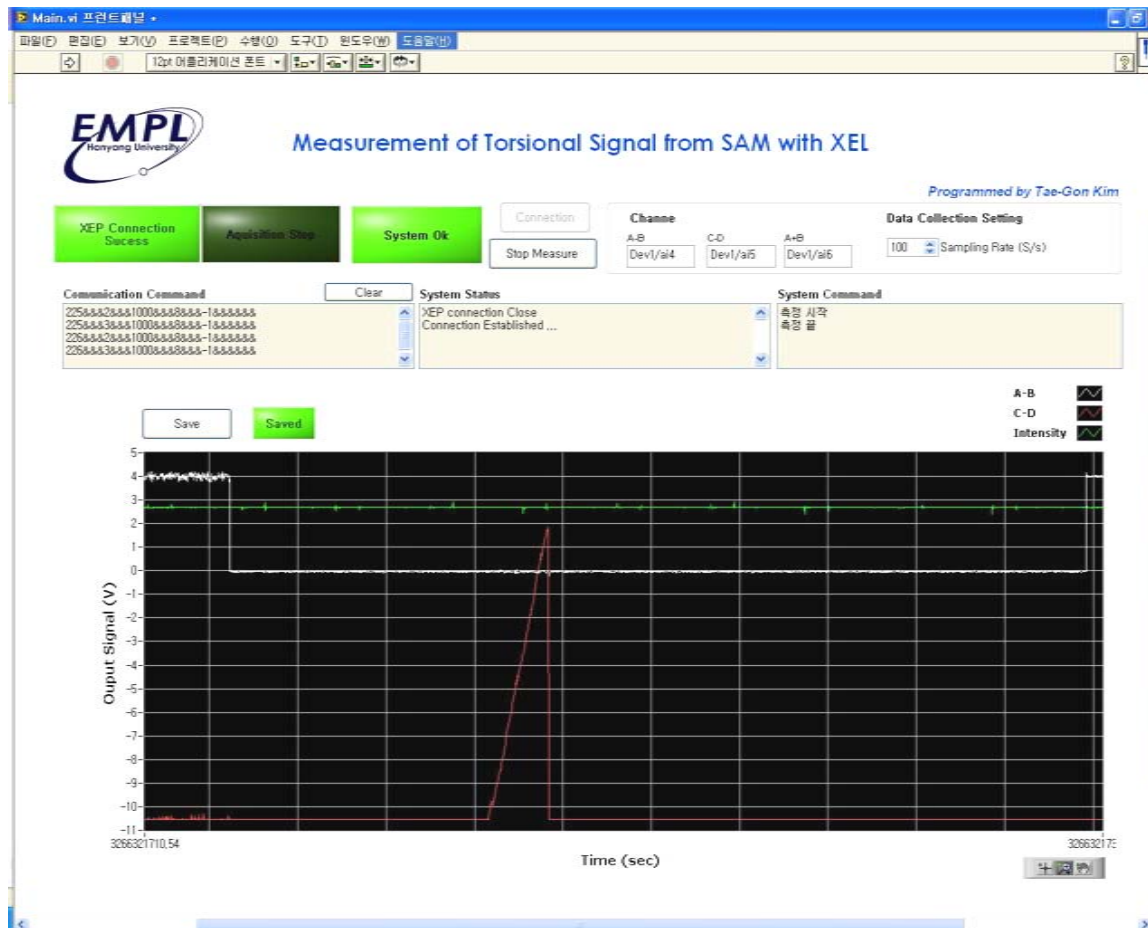 Main.vi 프런트패널 *
파일(F) 편집(E) 보기(V) 프로젝트(P) 수행(O) 도구(T) 윈도우(W) 도움말(H)
12pt 어플리케이션 폰트
EMPL
Hanyang University
Measurement of Torsional Signal from SAM with XEL
Programmed by Tae-Gon Kim
XEP Connection
Sucess
Aquisition Stop
System Ok
Connection
Stop Measure
Channe
A-B C-D A+B
Dev1/ai4 Dev1/ai5 Dev1/ai6
Data Collection Setting
100 Sampling Rate (S/s)
Comunication Command
Clear
225&&&2&&&1000&&&8&&&-1&&&&&&
225&&&3&&&1000&&&8&&&-1&&&&&&
226&&&2&&&1000&&&8&&&-1&&&&&&
226&&&3&&&1000&&&8&&&-1&&&&&&
System Status
XEP connection Close
Connection Established ...
System Command
측정 시작
측정 끝
A-B
C-D
Intensity
Save
Saved
5
4
3
2
1
0
-1
-2
-3
-4
-5
-6
-7
-8
-9
-10
-11
Ouput Signal (V)
3266321710,54
32663217
Time (sec)